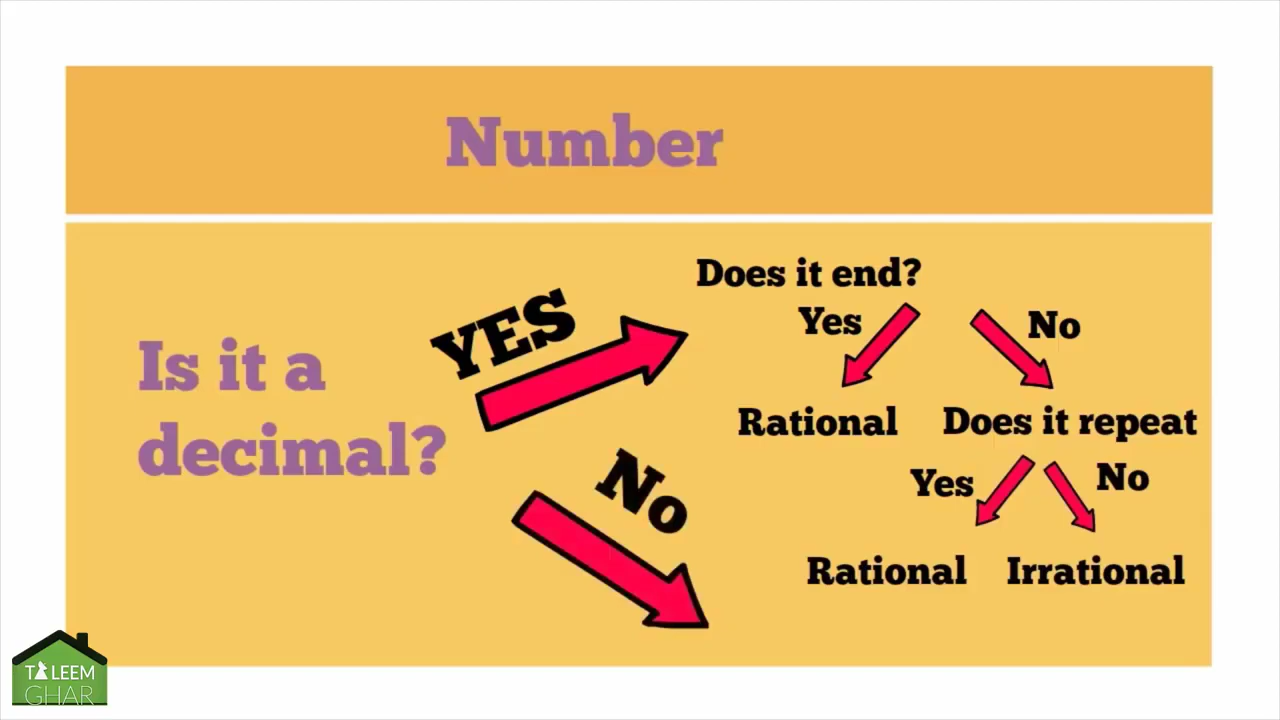 Number
Is it a
decimal?
YES
No
Does it end?
Yes
No
Rational
Does it repeat
Yes
No
Rational
Irrational
TALEEM
GHAR